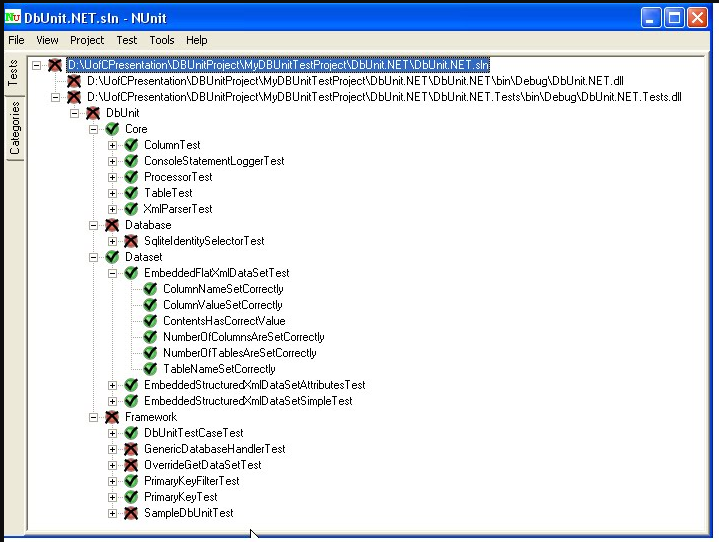 NU DbUnit.NET.sln - NUnit
File View Project Test Tools Help
Tests
Categories
D:\UofCPresentation\DBUnitProject\MyDBUnitTestProject\DbUnit.NET\DbUnit.NET.sln
D:\UofCPresentation\DBUnitProject\MyDBUnitTestProject\DbUnit.NET\DbUnit.NET\bin\Debug\DbUnit.NET.dll
D:\UofCPresentation\DBUnitProject\MyDBUnitTestProject\DbUnit.NET\DbUnit.NET.Tests\bin\Debug\DbUnit.NET.Tests.dll
DbUnit
Core
ColumnTest
ConsoleStatementLoggerTest
ProcessorTest
TableTest
XmlParserTest
Database
SqliteIdentitySelectorTest
Dataset
EmbeddedFlatXmlDataSetTest
ColumnNameSetCorrectly
ColumnValueSetCorrectly
ContentsHasCorrectValue
NumberOfColumnsAreSetCorrectly
NumberOfTablesAreSetCorrectly
TableNameSetCorrectly
EmbeddedStructuredXmlDataSetAttributesTest
EmbeddedStructuredXmlDataSetSimpleTest
Framework
DbUnitTestCaseTest
GenericDatabaseHandlerTest
OverrideGetDataSetTest
PrimaryKeyFilterTest
PrimaryKeyTest
SampleDbUnitTest